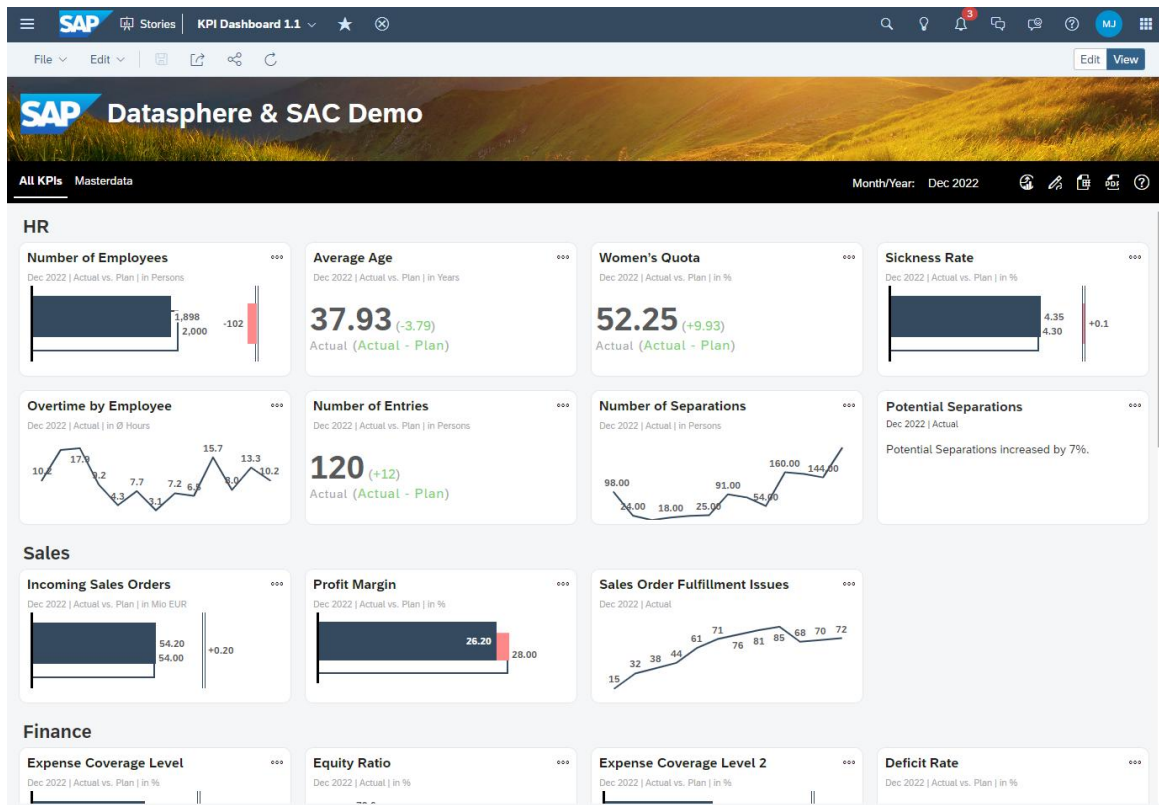 SAP Stories KPI Dashboard 1.1 3 MJ
File Edit Edit View
SAP Datasphere & SAC Demo
All KPIs Masterdata Month/Year: Dec 2022 PDF
HR
Number of Employees
Dec 2022 | Actual vs. Plan | in Persons
1,898
2,000
-102
Average Age
Dec 2022 | Actual vs. Plan | in Years
37.93 (-3.79)
Actual (Actual - Plan)
Women's Quota
Dec 2022 | Actual vs. Plan | in %
52.25 (+9.93)
Actual (Actual - Plan)
Sickness Rate
Dec 2022 | Actual vs. Plan | in %
4.35
4.30
+0.1
Overtime by Employee
Dec 2022 | Actual | in Ø Hours
10.2 17.9 9.2 4.3 7.7 3.1 7.2 6.5 15.7 8.0 13.3 10.2
Number of Entries
Dec 2022 | Actual vs. Plan | in Persons
120 (+12)
Actual (Actual - Plan)
Number of Separations
Dec 2022 | Actual | in Persons
98.00 24.00 18.00 25.00 91.00 54.00 160.00 144.00
Potential Separations
Dec 2022 | Actual
Potential Separations increased by 7%.
Sales
Incoming Sales Orders
Dec 2022 | Actual vs. Plan | in Mio EUR
54.20
54.00
+0.20
Profit Margin
Dec 2022 | Actual vs. Plan | in %
26.20
28.00
Sales Order Fulfillment Issues
Dec 2022 | Actual
15 32 38 44 61 71 76 81 85 68 70 72
Finance
Expense Coverage Level
Dec 2022 | Actual vs. Plan | in %
Equity Ratio
Dec 2022 | Actual | in %
Expense Coverage Level 2
Dec 2022 | Actual vs. Plan | in %
Deficit Rate
Dec 2022 | Actual vs. Plan | in %